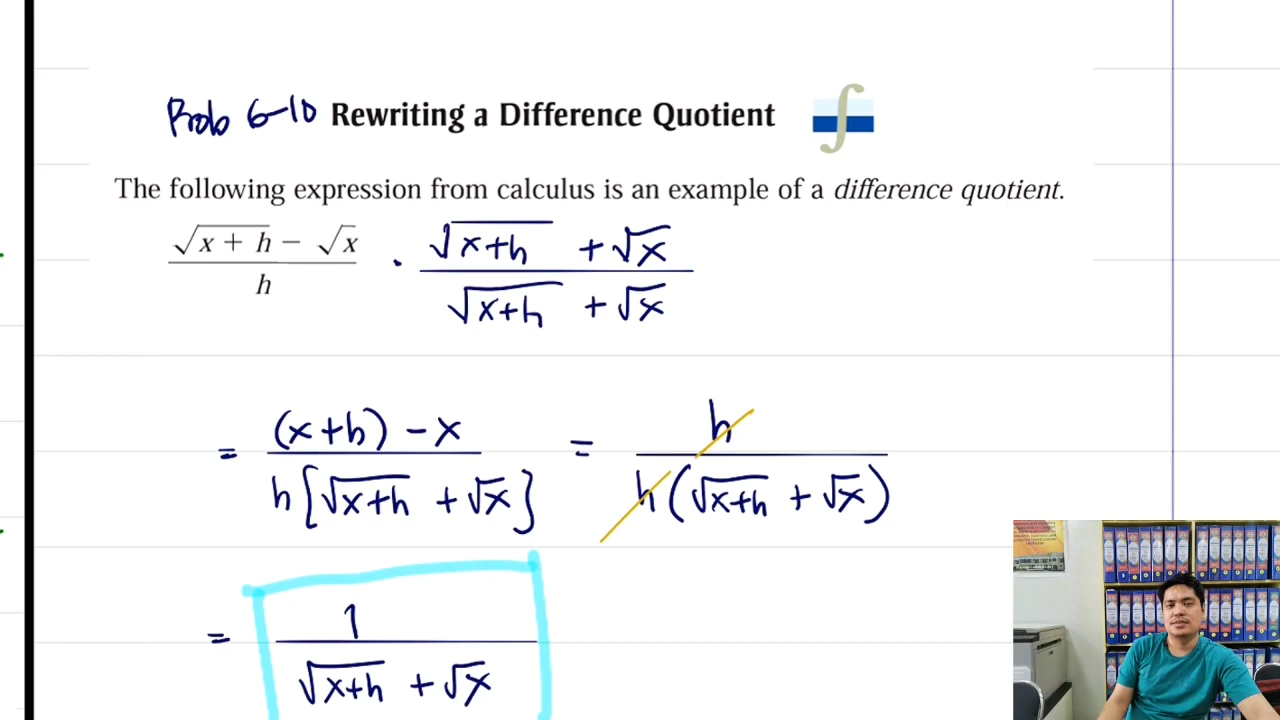 Prob 6-10 Rewriting a Difference Quotient
The following expression from calculus is an example of a difference quotient.
(√(x + h) − √x)/h · (√(x+h) + √x)/(√(x+h) + √x)
= ((x+h) − x)/(h[√(x+h) + √x]) = h/(h(√(x+h) + √x))
= 1/(√(x+h) + √x)